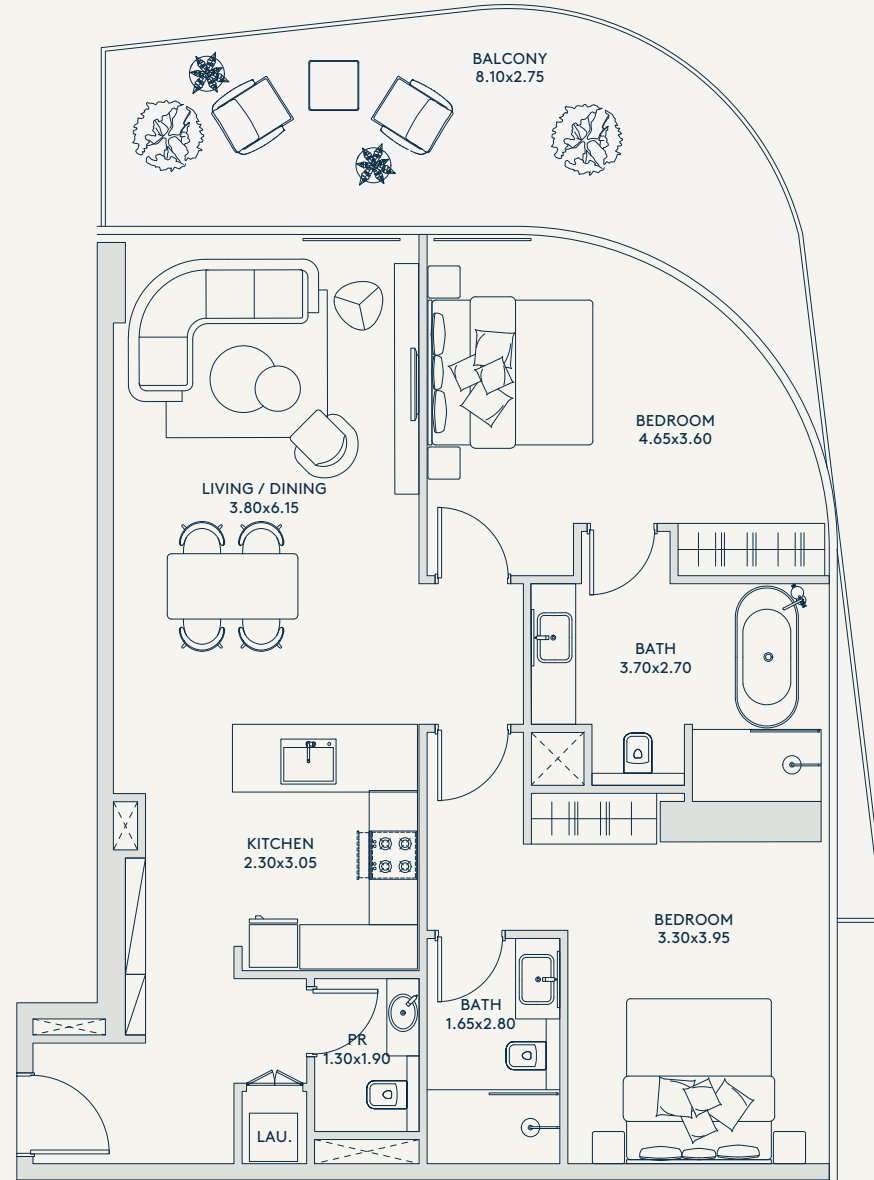 BALCONY
8.10x2.75
BEDROOM
4.65x3.60
LIVING / DINING
3.80x6.15
BATH
3.70x2.70
KITCHEN
2.30x3.05
BEDROOM
3.30x3.95
BATH
1.65x2.80
PR
1.30x1.90
LAU.